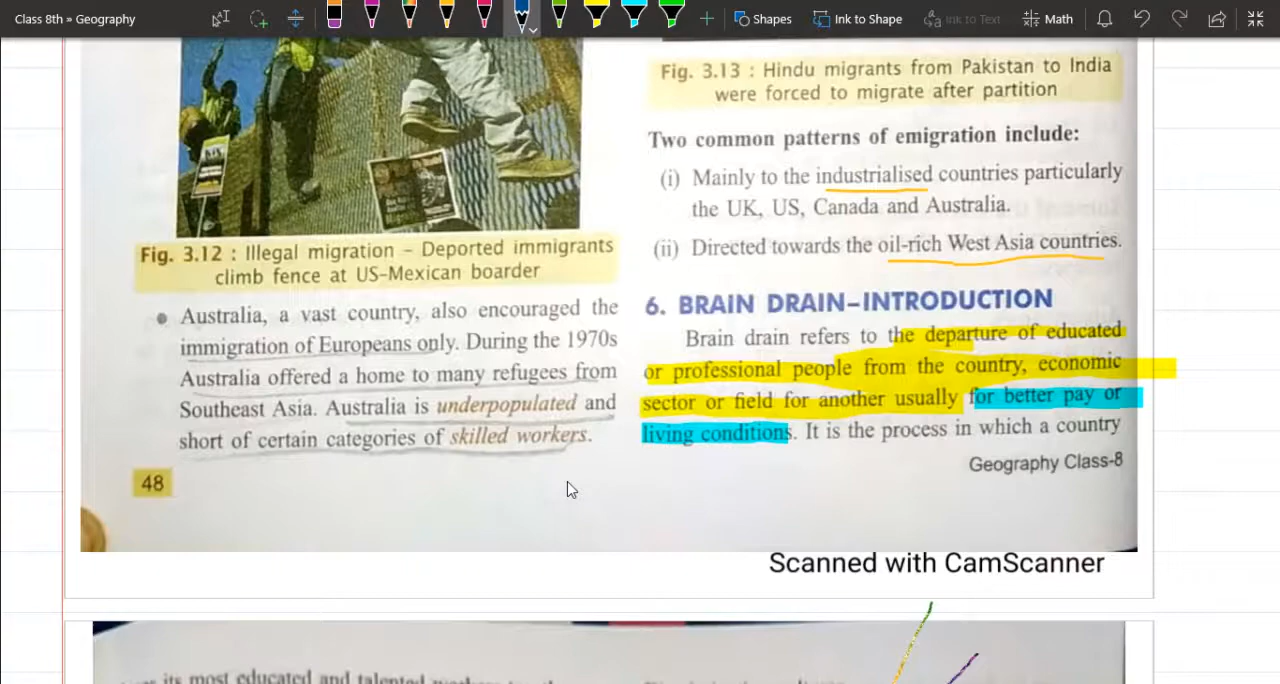 Class 8th » Geography
Shapes
Ink to Shape
Ink to Text
Math
Fig. 3.12 : Illegal migration – Deported immigrants
climb fence at US-Mexican boarder
Australia, a vast country, also encouraged the
immigration of Europeans only. During the 1970s
Australia offered a home to many refugees from
Southeast Asia. Australia is underpopulated and
short of certain categories of skilled workers.
48
Fig. 3.13 : Hindu migrants from Pakistan to India
were forced to migrate after partition
Two common patterns of emigration include:
(i) Mainly to the industrialised countries particularly
the UK, US, Canada and Australia.
(ii) Directed towards the oil-rich West Asia countries.
6. BRAIN DRAIN–INTRODUCTION
Brain drain refers to the departure of educated
or professional people from the country, economic
sector or field for another usually for better pay or
living conditions. It is the process in which a country
Geography Class-8
Scanned with CamScanner
its most educated and talented